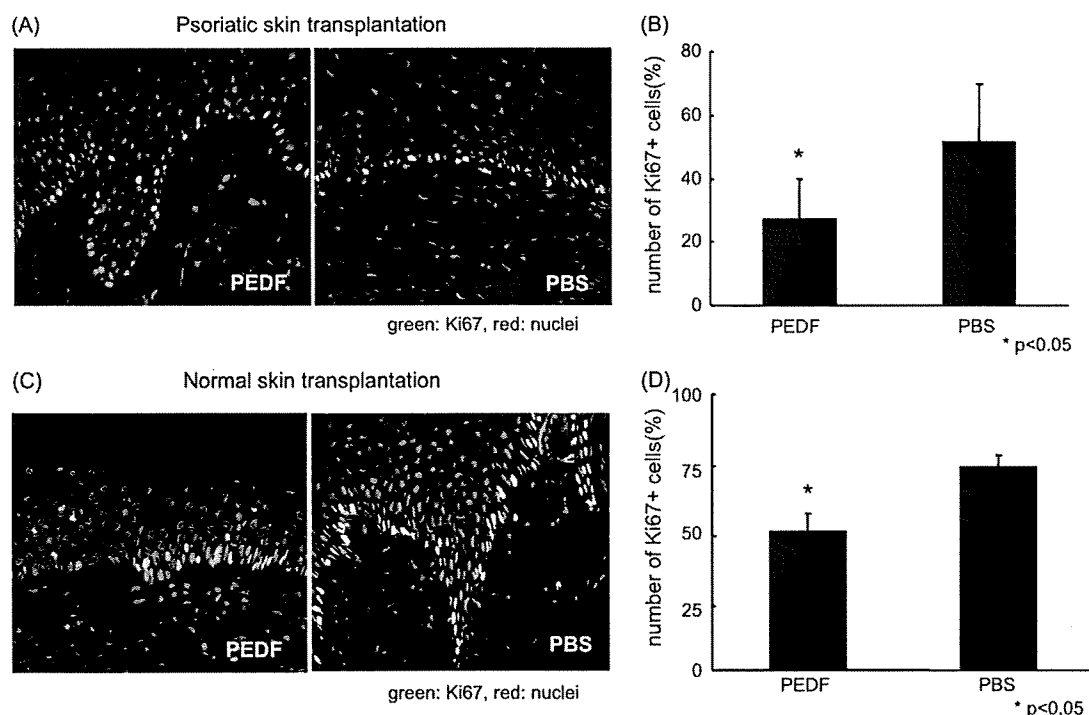 (A) Psoriatic skin transplantation
PEDF
PBS
green: Ki67, red: nuclei
(B)
number of Ki67+ cells(%)
80
60
40
20
0
*
PEDF
PBS
* p<0.05
(C) Normal skin transplantation
PEDF
PBS
green: Ki67, red: nuclei
(D)
number of Ki67+ cells(%)
100
75
50
25
0
*
PEDF
PBS
* p<0.05